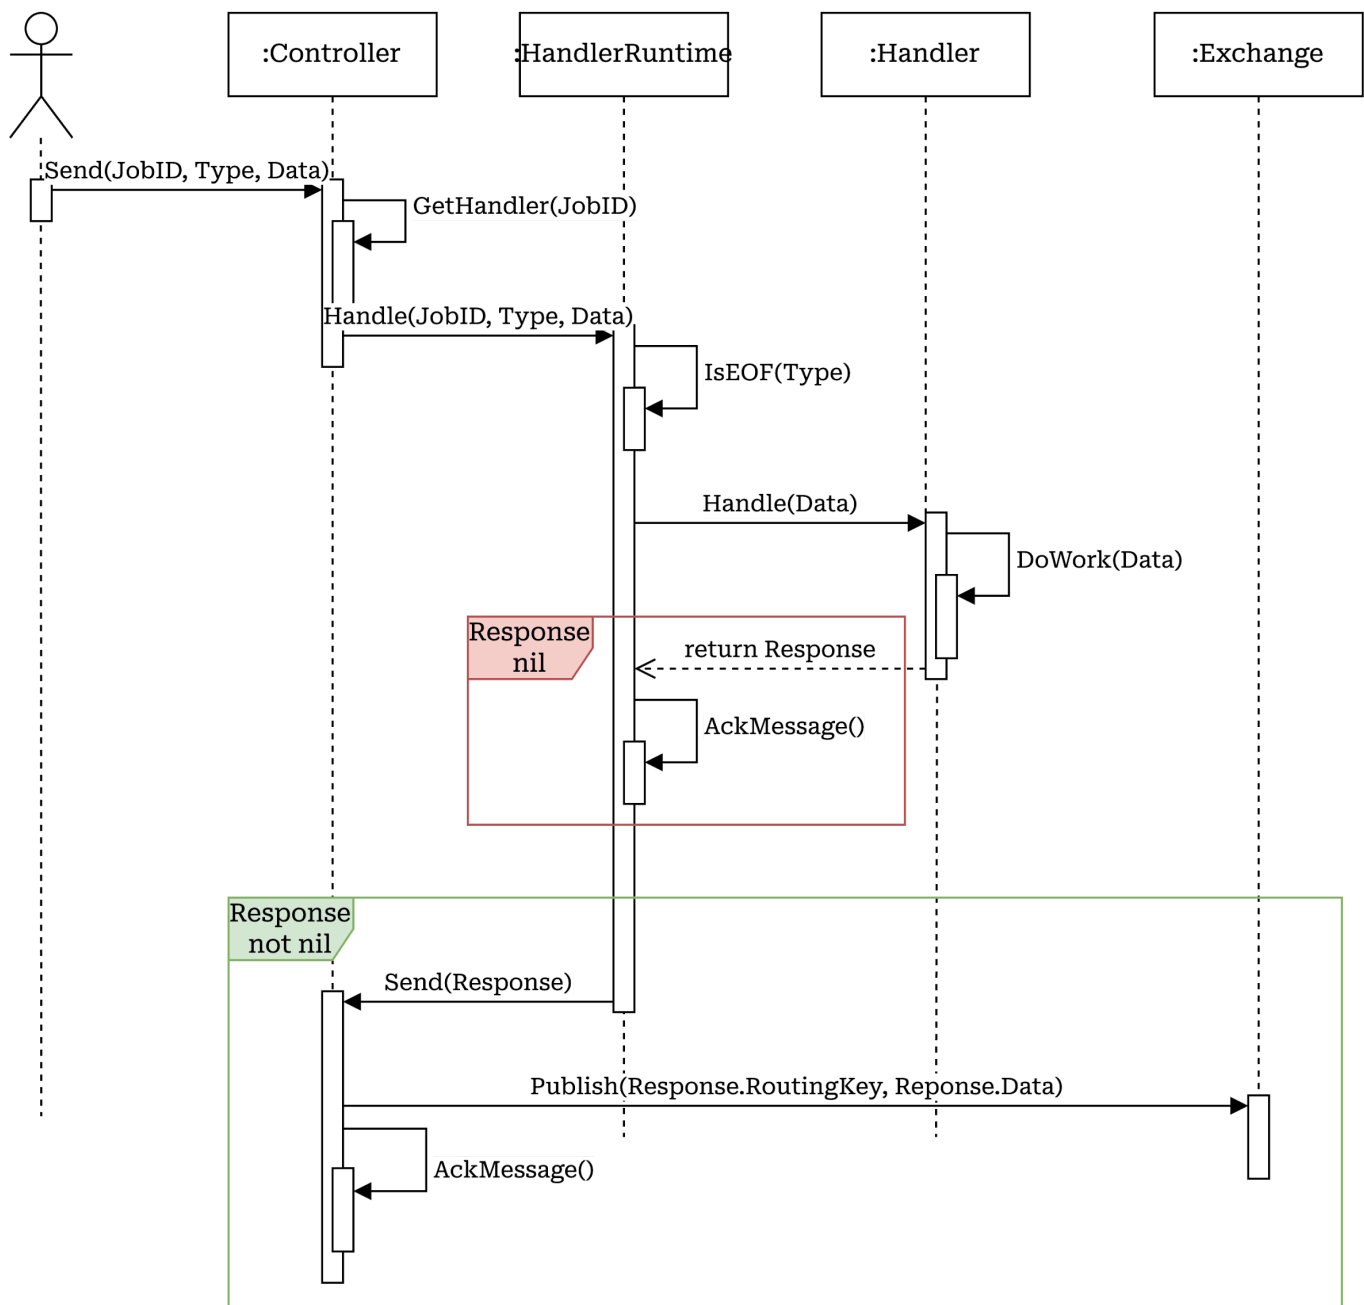 :Controller
:HandlerRuntime
:Handler
:Exchange
Send(JobID, Type, Data)
GetHandler(JobID)
Handle(JobID, Type, Data)
IsEOF(Type)
Handle(Data)
DoWork(Data)
Response
nil
return Response
AckMessage()
Response
not nil
Send(Response)
Publish(Response.RoutingKey, Reponse.Data)
AckMessage()